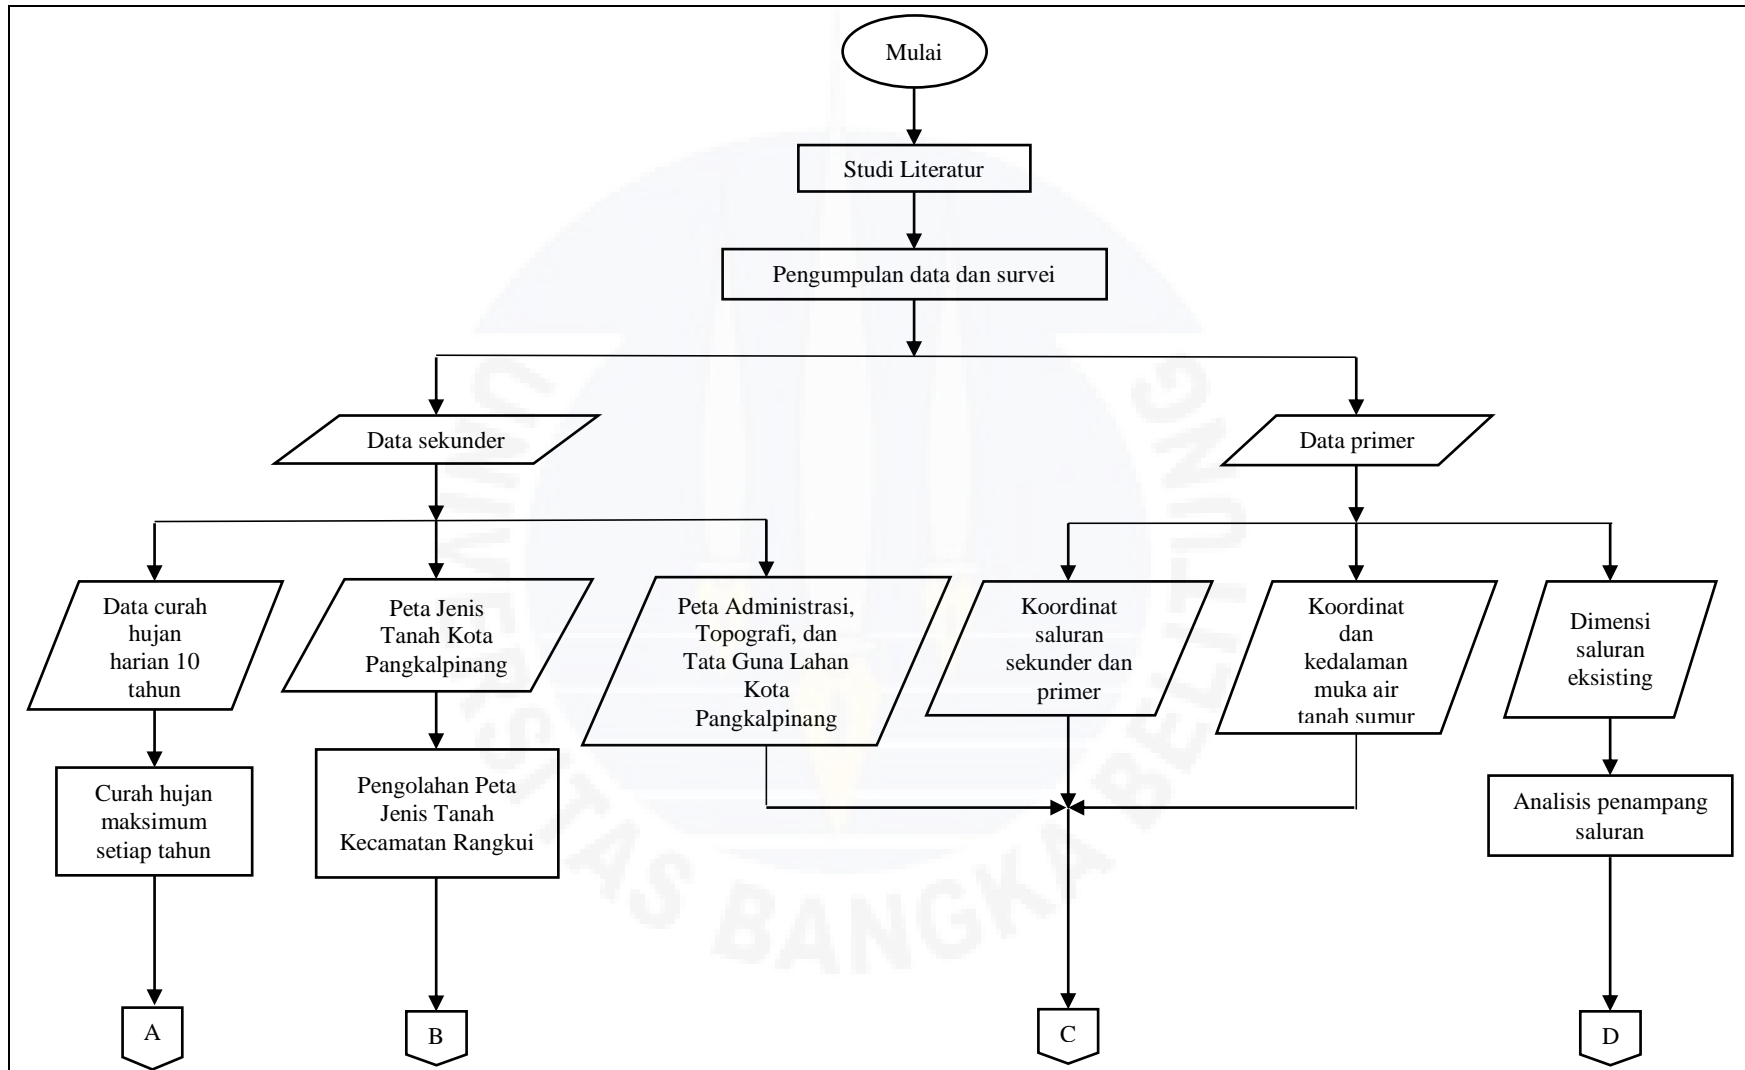 Mulai
Studi Literatur
Pengumpulan data dan survei
Data sekunder
Data primer
Data curah
hujan
harian 10
tahun
Peta Jenis
Tanah Kota
Pangkalpinang
Peta Administrasi,
Topografi, dan
Tata Guna Lahan
Kota
Pangkalpinang
Koordinat
saluran
sekunder dan
primer
Koordinat
dan
kedalaman
muka air
tanah sumur
Dimensi
saluran
eksisting
Curah hujan
maksimum
setiap tahun
Pengolahan Peta
Jenis Tanah
Kecamatan Rangkui
Analisis penampang
saluran
A
B
C
D
UNIVERSITAS BANGKA BELITUNG